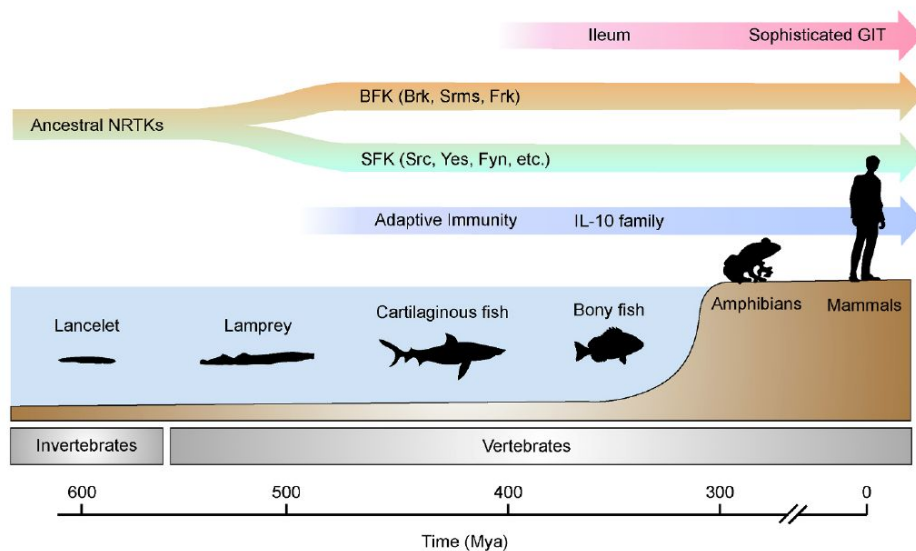 Ileum Sophisticated GIT
BFK (Brk, Srms, Frk)
Ancestral NRTKs
SFK (Src, Yes, Fyn, etc.)
Adaptive Immunity IL-10 family
Amphibians Mammals
Cartilaginous fish Bony fish
Lancelet Lamprey
Invertebrates Vertebrates
600 500 400 300 0
Time (Mya)